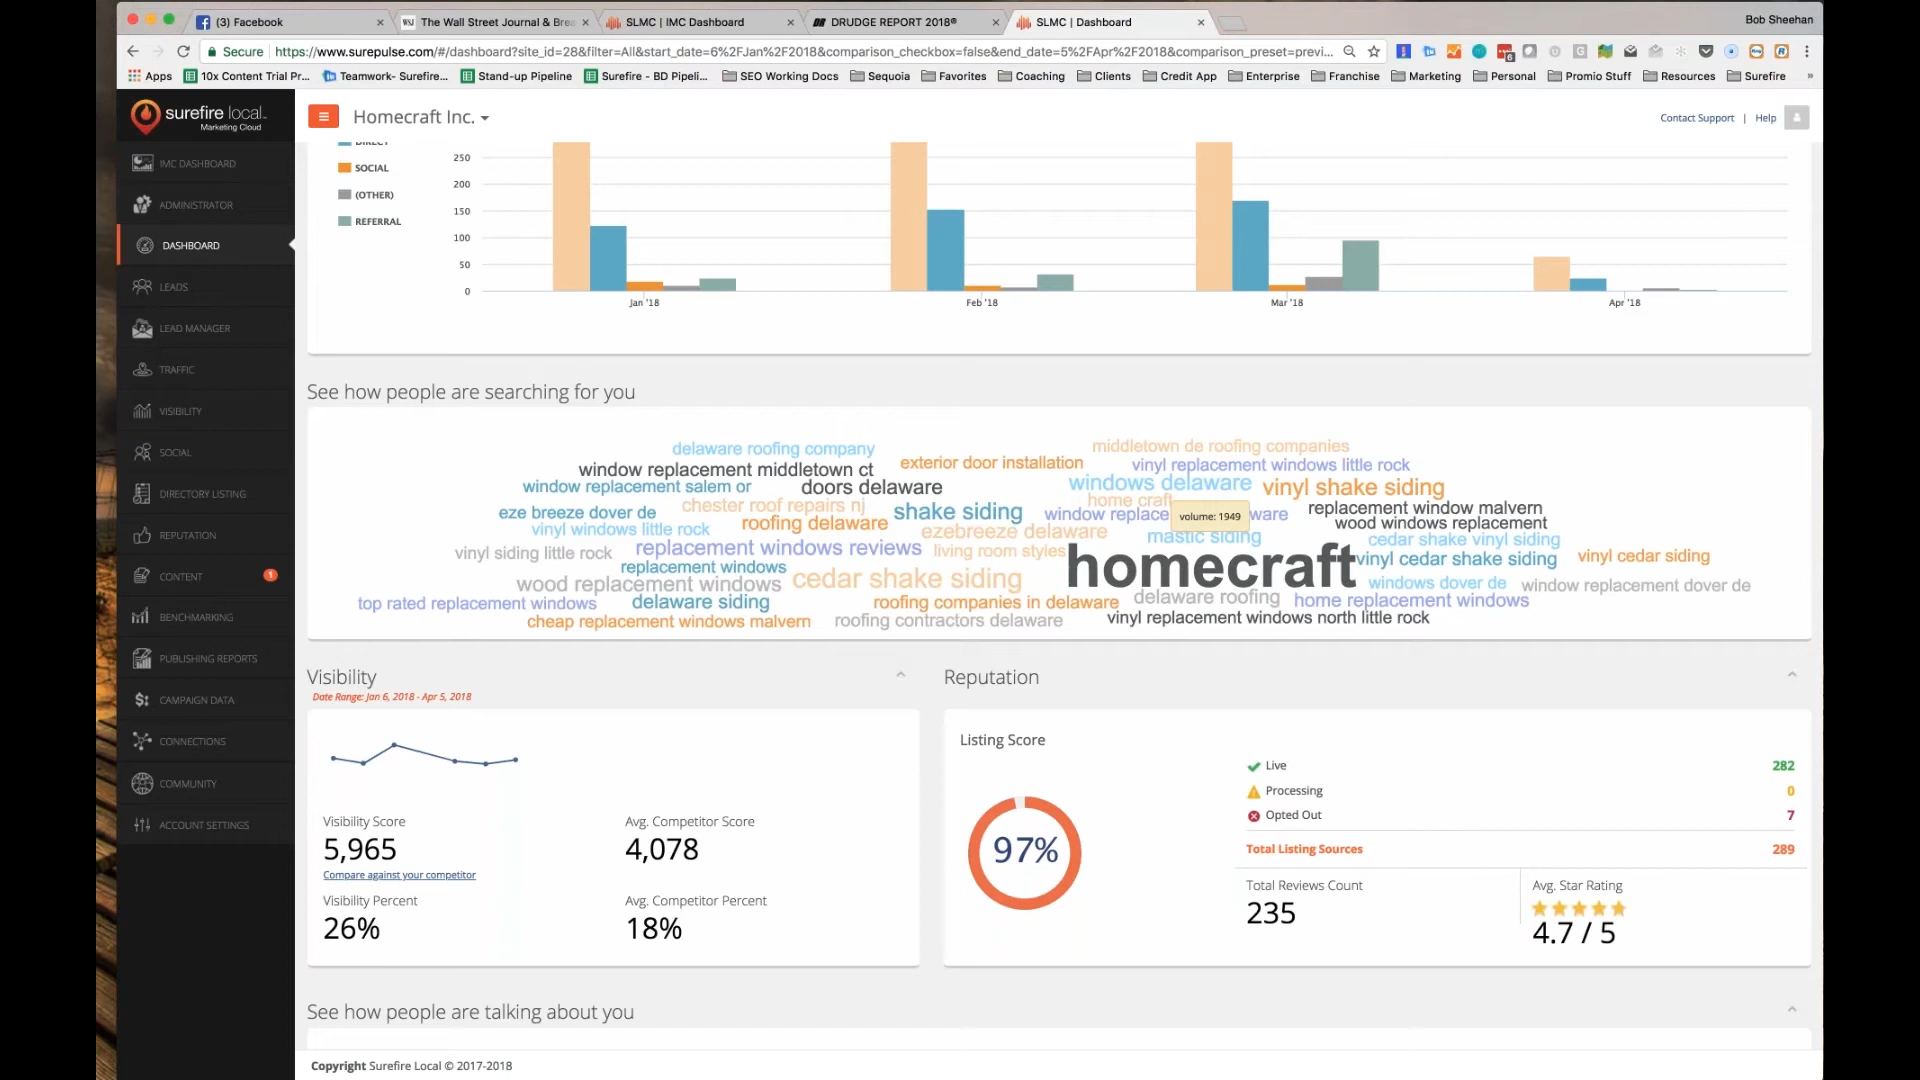 Bob Sheehan
(3) Facebook
The Wall Street Journal & Brea
SLMC | IMC Dashboard
DRUDGE REPORT 2018®
SLMC | Dashboard
Secure
https://www.surepulse.com/#/dashboard?site_id=28&filter=All&start_date=6%2FJan%2F2018&comparison_checkbox=false&end_date=5%2FApr%2F2018&comparison_preset=previ...
Apps
10x Content Trial Pr...
Teamwork- Surefire...
Stand-up Pipeline
Surefire - BD Pipeli...
SEO Working Docs
Sequoia
Favorites
Coaching
Clients
Credit App
Enterprise
Franchise
Marketing
Personal
Promio Stuff
Resources
Surefire
»
surefire local
Marketing Cloud
Homecraft Inc.
Contact Support | Help
IMC DASHBOARD
ADMINISTRATOR
DASHBOARD
LEADS
LEAD MANAGER
TRAFFIC
VISIBILITY
SOCIAL
DIRECTORY LISTING
REPUTATION
CONTENT 1
BENCHMARKING
PUBLISHING REPORTS
CAMPAIGN DATA
CONNECTIONS
COMMUNITY
ACCOUNT SETTINGS
DIRECT
SOCIAL
(OTHER)
REFERRAL
250
200
150
100
50
0
Jan '18
Feb '18
Mar '18
Apr '18
See how people are searching for you
delaware roofing company
middletown de roofing companies
window replacement middletown ct
exterior door installation
vinyl replacement windows little rock
window replacement salem or
doors delaware
windows delaware
vinyl shake siding
eze breeze dover de
chester roof repairs nj
shake siding
home craft
replacement window malvern
vinyl windows little rock
roofing delaware
ezebreeze delaware
window replace
volume: 1949
ware
wood windows replacement
mastic siding
cedar shake vinyl siding
vinyl siding little rock
replacement windows reviews
living room styles
homecraft
vinyl cedar shake siding
vinyl cedar siding
replacement windows
wood replacement windows
cedar shake siding
windows dover de
window replacement dover de
top rated replacement windows
delaware siding
roofing companies in delaware
delaware roofing
home replacement windows
cheap replacement windows malvern
roofing contractors delaware
vinyl replacement windows north little rock
Visibility
Date Range: Jan 6, 2018 - Apr 5, 2018
Visibility Score
5,965
Compare against your competitor
Avg. Competitor Score
4,078
Visibility Percent
26%
Avg. Competitor Percent
18%
Reputation
Listing Score
97%
Live 282
Processing 0
Opted Out 7
Total Listing Sources 289
Total Reviews Count
235
Avg. Star Rating
4.7 / 5
See how people are talking about you
Copyright Surefire Local © 2017-2018